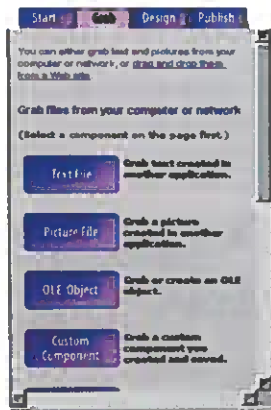 Start Grab Design Publish
You can either grab text and pictures from your
computer or network, or drag and drop them
from a Web site.
Grab files from your computer or network
(Select a component on the page first.)
Text File
Grab text created in
another application.
Picture File
Grab a picture
created in another
application.
OLE Object
Grab or create an OLE
object.
Custom
Component
Grab a custom
component you
created and saved.